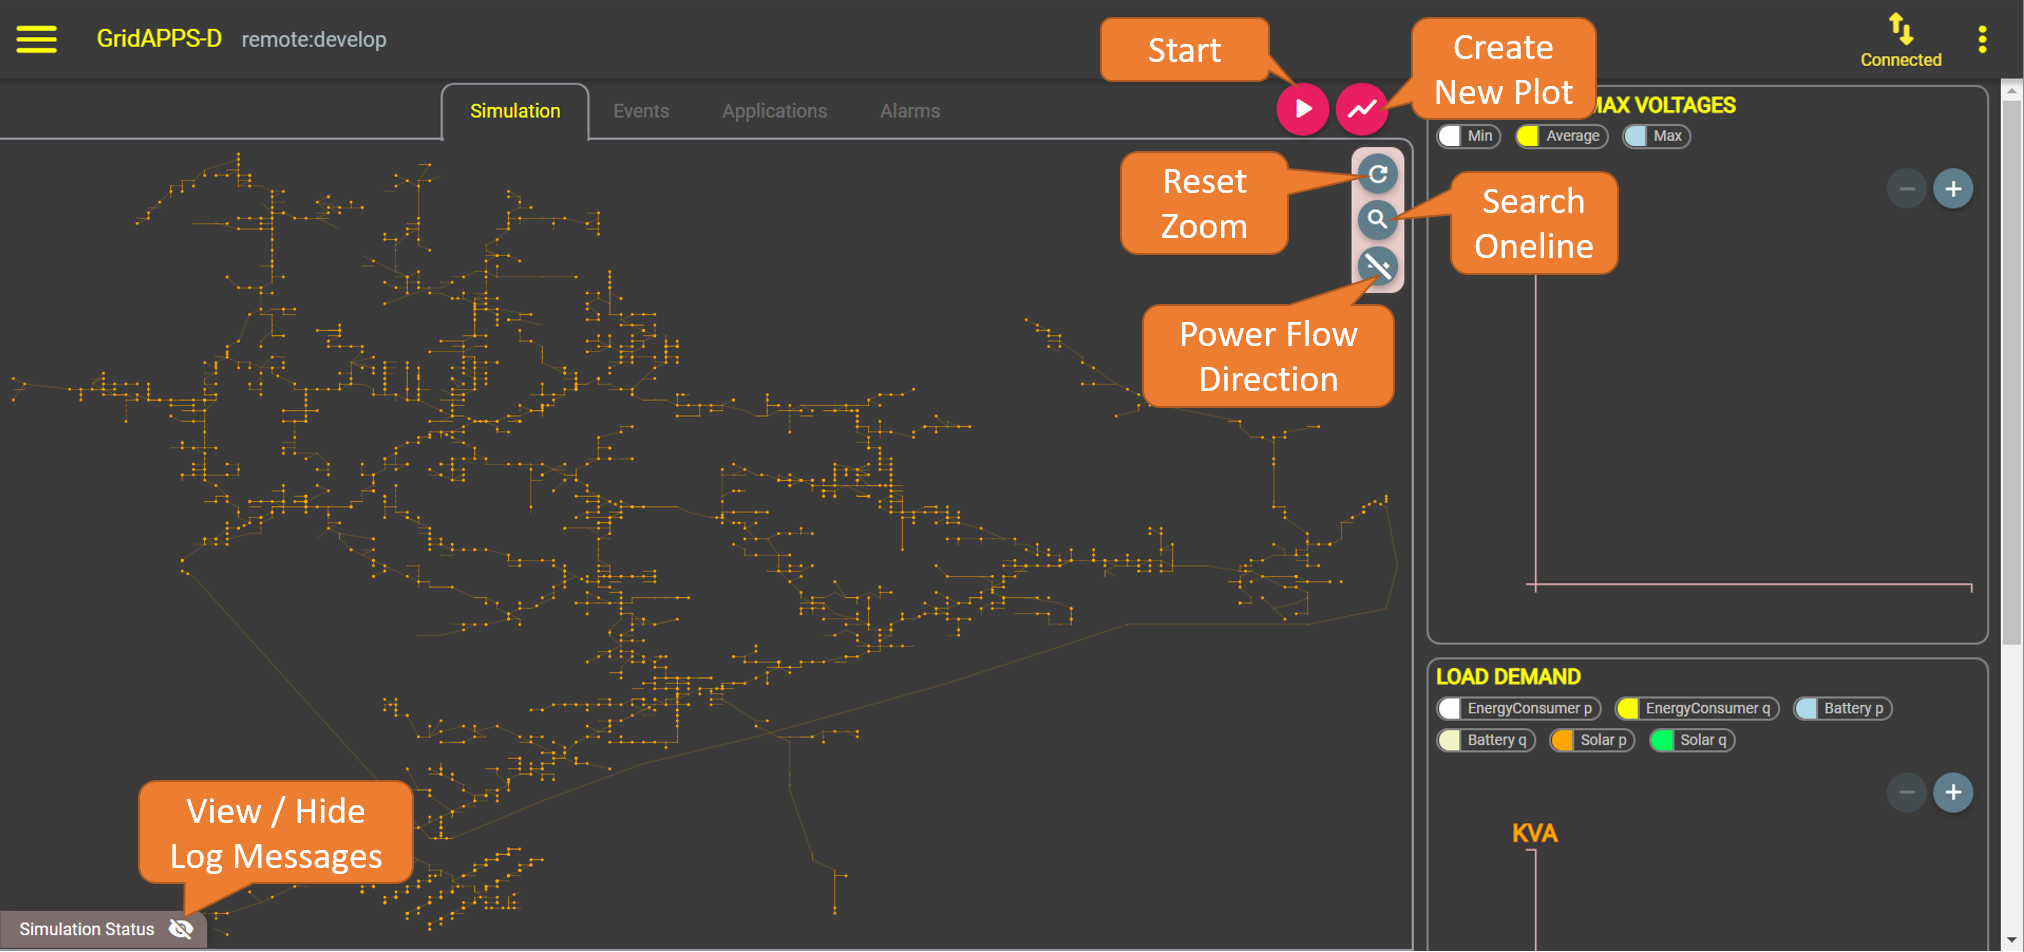 GridAPPS-D remote:develop
Connected
Start
Create
New Plot
Simulation
Events
Applications
Alarms
MAX VOLTAGES
Min
Average
Max
Reset
Zoom
Search
Oneline
Power Flow
Direction
LOAD DEMAND
EnergyConsumer p
EnergyConsumer q
Battery p
Battery q
Solar p
Solar q
KVA
View / Hide
Log Messages
Simulation Status